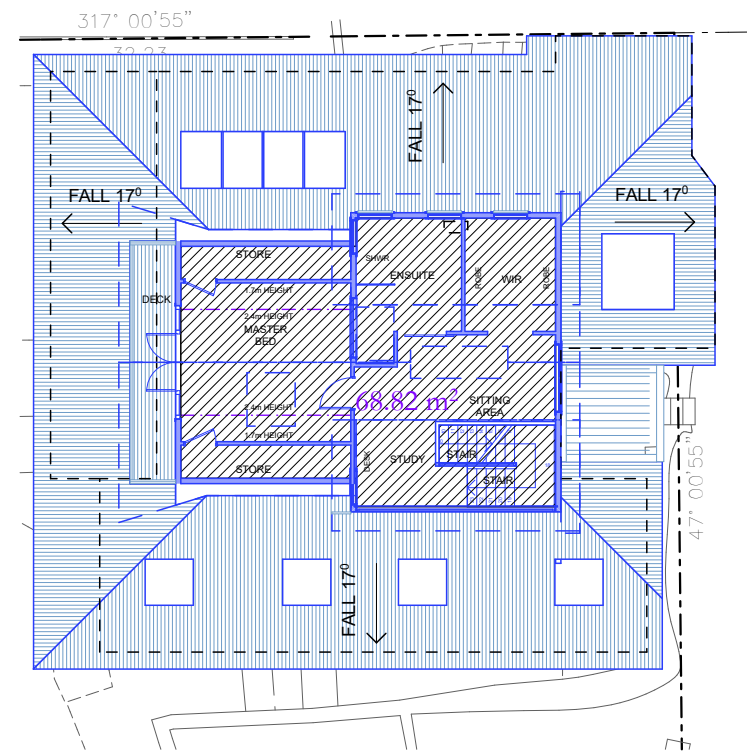 317° 00'55"
32.23
FALL 17⁰
FALL 17⁰
FALL 17⁰
STORE
SHWR
ENSUITE
ROBE
WIR
ROBE
1.7m HEIGHT
DECK
2.4m HEIGHT
MASTER
BED
68.82 m²
SITTING
AREA
2.4m HEIGHT
1.7m HEIGHT
STORE
DESK
STUDY
STAIR
STAIR
47° 00'55"
FALL 17⁰